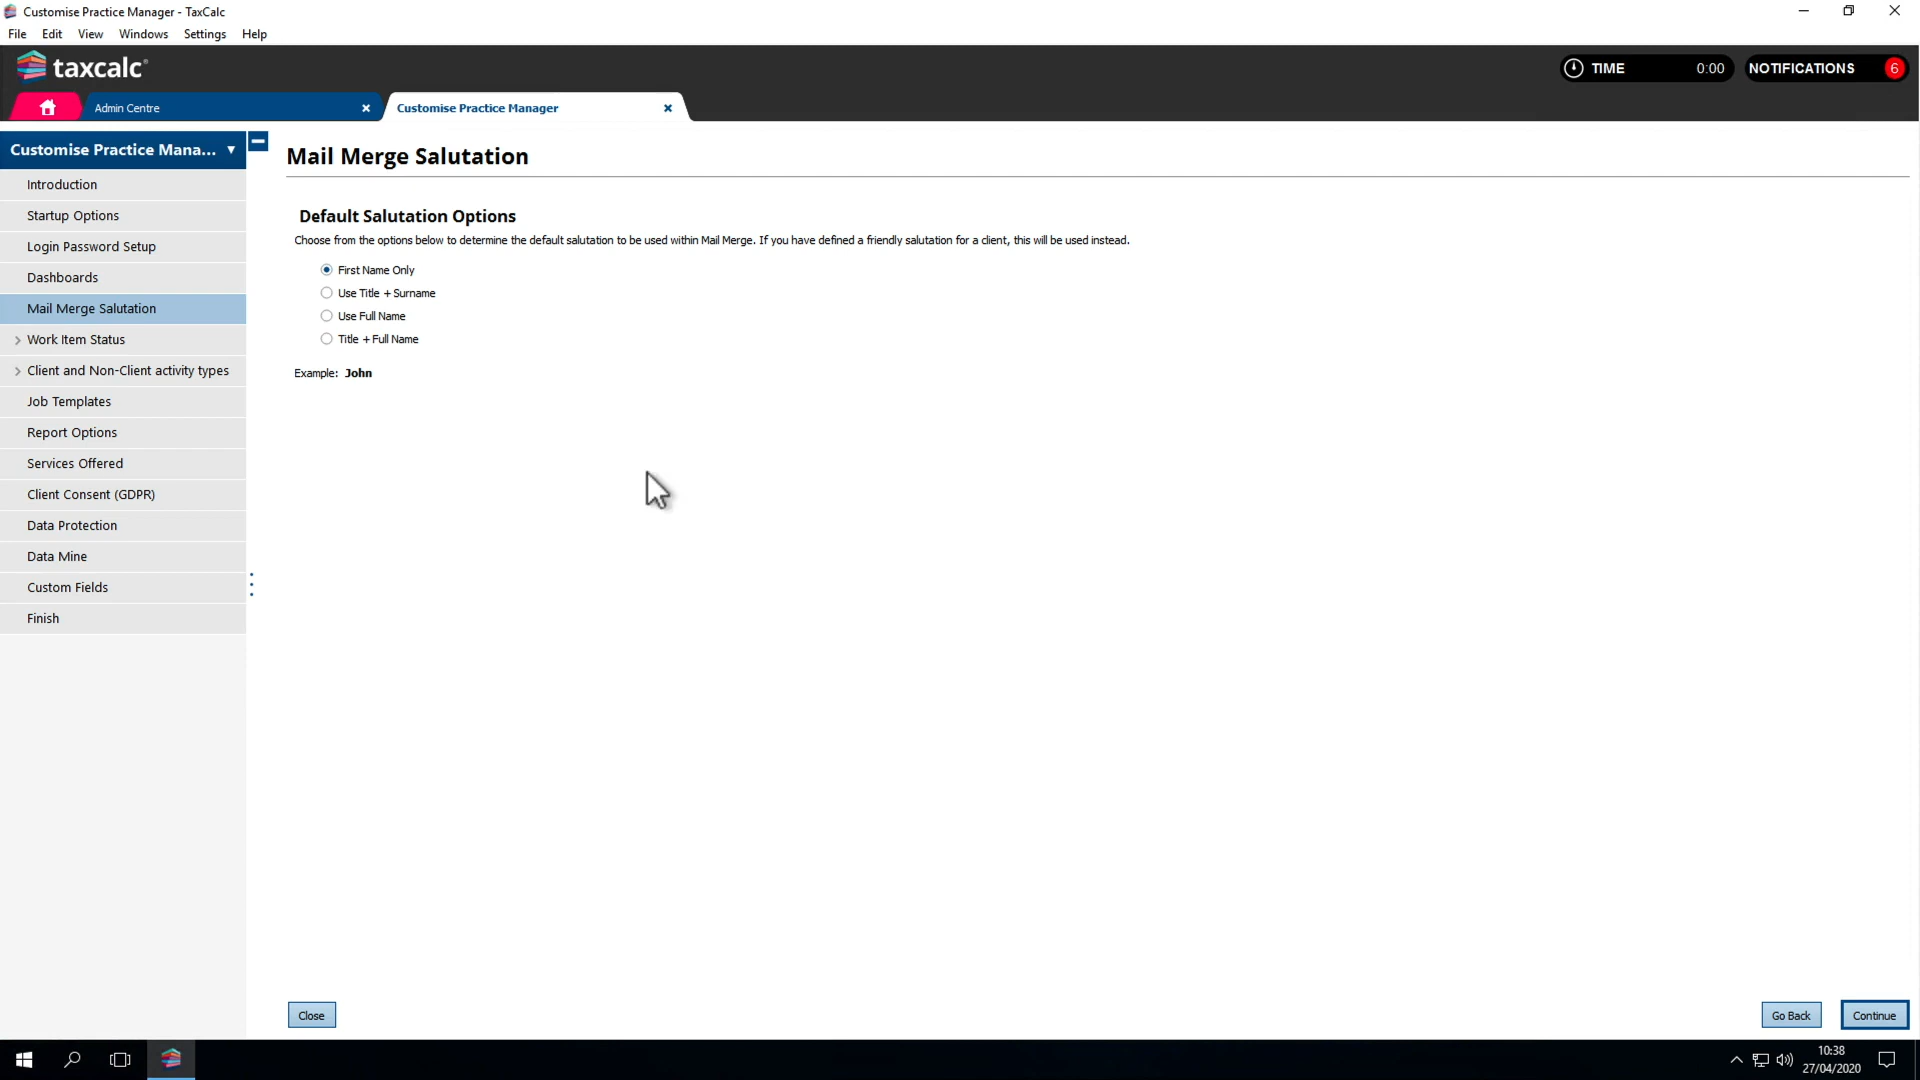 Customise Practice Manager - TaxCalc
File Edit View Windows Settings Help
taxcalc
TIME 0:00 NOTIFICATIONS 6
Admin Centre
Customise Practice Manager
Customise Practice Mana...
Introduction
Startup Options
Login Password Setup
Dashboards
Mail Merge Salutation
Work Item Status
Client and Non-Client activity types
Job Templates
Report Options
Services Offered
Client Consent (GDPR)
Data Protection
Data Mine
Custom Fields
Finish
Mail Merge Salutation
Default Salutation Options
Choose from the options below to determine the default salutation to be used within Mail Merge. If you have defined a friendly salutation for a client, this will be used instead.
First Name Only
Use Title + Surname
Use Full Name
Title + Full Name
Example: John
Close
Go Back
Continue
10:38
27/04/2020